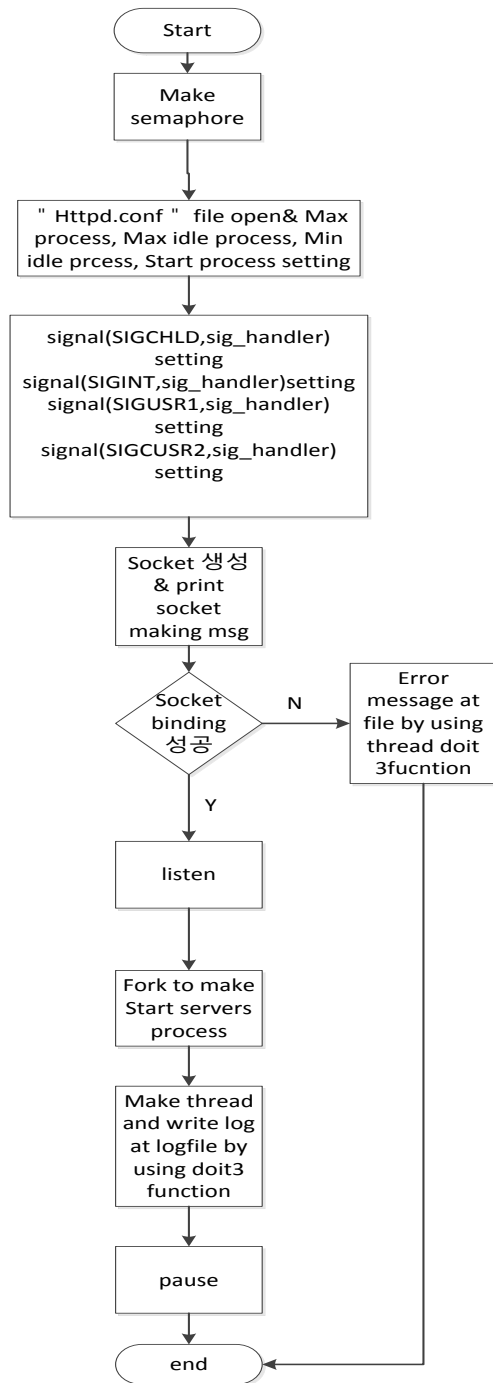 Start
Make
semaphore
" Httpd.conf " file open& Max
process, Max idle process, Min
idle prcess, Start process setting
signal(SIGCHLD,sig_handler)
setting
signal(SIGINT,sig_handler)setting
signal(SIGUSR1,sig_handler)
setting
signal(SIGCUSR2,sig_handler)
setting
Socket 생성
& print
socket
making msg
Socket
binding
성공
N
Error
message at
file by using
thread doit
3fucntion
Y
listen
Fork to make
Start servers
process
Make thread
and write log
at logfile by
using doit3
function
pause
end